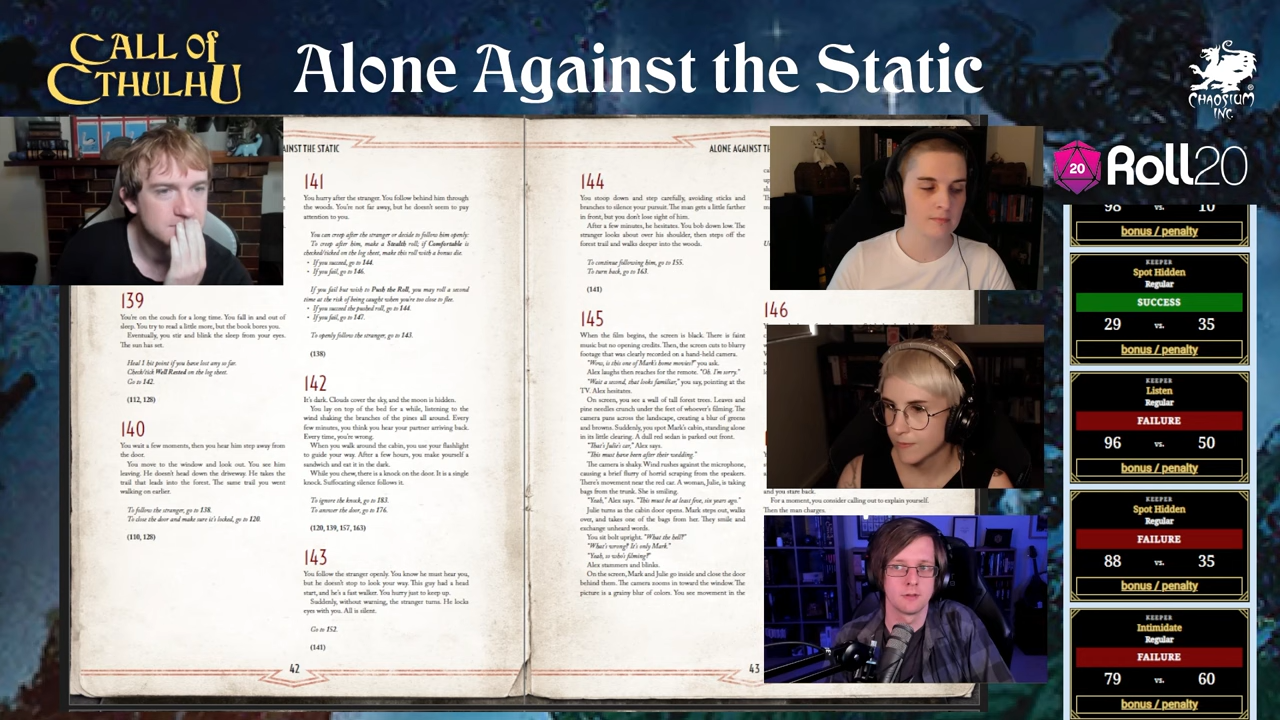 CALL of
CTHULHU
Alone Against the Static
CHAOSIUM
INC
20
Roll20
INST THE STATIC
139
You're on the couch for a long time. You fall in and out of
sleep. You try to read a little more, but the book bores you.
Eventually, you stir and blink the sleep from your eyes.
The sun has set.
Heal 1 hit point if you have lost any so far.
Check/tick Well Rested on the log sheet.
Go to 142.
(112, 128)
140
You wait a few moments, then you hear him step away from
the door.
You move to the window and look out. You see him
leaving. He doesn't head down the driveway. He takes the
trail that leads into the forest. The same trail you went
walking on earlier.
To follow the stranger, go to 138.
To close the door and make sure it's locked, go to 120.
(110, 128)
141
You hurry after the stranger. You follow behind him through
the woods. You're not far away, but he doesn't seem to pay
attention to you.
You can creep after the stranger or decide to follow him openly:
To creep after him, make a Stealth roll; if Comfortable is
checked/ticked on the log sheet, make this roll with a bonus die.
• If you succeed, go to 144.
• If you fail, go to 146.
If you fail but wish to Push the Roll, you may roll a second
time at the risk of being caught when you're too close to flee.
• If you succeed the pushed roll, go to 144.
• If you fail, go to 147.
To openly follow the stranger, go to 143.
(138)
142
It's dark. Clouds cover the sky, and the moon is hidden.
You lay on top of the bed for a while, listening to the
wind shaking the branches of the pines all around. Every
few minutes, you think you hear your partner arriving back.
Every time, you're wrong.
When you walk around the cabin, you use your flashlight
to guide your way. After a few hours, you make yourself a
sandwich and eat it in the dark.
While you chew, there is a knock on the door. It is a single
knock. Suffocating silence follows it.
To ignore the knock, go to 183.
To answer the door, go to 176.
(120, 139, 157, 163)
143
You follow the stranger openly. You know he must hear you,
but he doesn't stop to look your way. This guy had a head
start, and he's a fast walker. You hurry just to keep up.
Suddenly, without warning, the stranger turns. He locks
eyes with you. All is silent.
Go to 152.
(141)
42
ALONE AGAINST TH
144
You stoop down and step carefully, avoiding sticks and
branches to silence your pursuit. The man gets a little farther
in front, but you don't lose sight of him.
After a few minutes, he hesitates. You bob down low. The
stranger looks about over his shoulder, then steps off the
forest trail and walks deeper into the woods.
To continue following him, go to 155.
To turn back, go to 163.
(141)
145
When the film begins, the screen is black. There is faint
music but no opening credits. Then, the screen cuts to blurry
footage that was clearly recorded on a hand-held camera.
"Wow, is this one of Mark's home movies?" you ask.
Alex laughs then reaches for the remote. "Oh. I'm sorry."
"Wait a second, that looks familiar," you say, pointing at the
TV. Alex hesitates.
On screen, you see a wall of tall forest trees. Leaves and
pine needles crunch under the feet of whoever's filming. The
camera pans across the landscape, creating a blur of greens
and browns. Suddenly, you spot Mark's cabin, standing alone
in its little clearing. A dull red sedan is parked out front.
"That's Julie's car," Alex says.
"This must have been after their wedding."
The camera is shaky. Wind rushes against the microphone,
causing a brief flurry of horrid scraping from the speakers.
There's movement near the red car. A woman, Julie, is taking
bags from the trunk. She is smiling.
"Yeah," Alex says. "This must be at least five, six years ago."
Julie turns as the cabin door opens. Mark steps out, walks
over, and takes one of the bags from her. They smile and
exchange unheard words.
You sit bolt upright. "What the hell?"
"What's wrong? It's only Mark."
"Yeah, so who's filming?"
Alex stammers and blinks.
On the screen, Mark and Julie go inside and close the door
behind them. The camera zooms in toward the window. The
picture is a grainy blur of colors. You see movement in the
43
146
and you stare back.
For a moment, you consider calling out to explain yourself.
Then the man charges.
98 vs. 10
bonus / penalty
KEEPER
Spot Hidden
Regular
SUCCESS
29 vs. 35
bonus / penalty
KEEPER
Listen
Regular
FAILURE
96 vs. 50
bonus / penalty
KEEPER
Spot Hidden
Regular
FAILURE
88 vs. 35
bonus / penalty
KEEPER
Intimidate
Regular
FAILURE
79 vs. 60
bonus / penalty